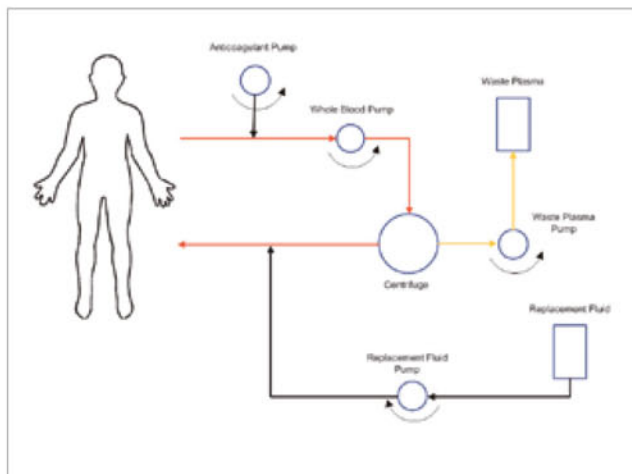 Anticoagulant Pump
Whole Blood Pump
Waste Plasma
Waste Plasma
Pump
Centrifuge
Replacement Fluid
Replacement Fluid
Pump